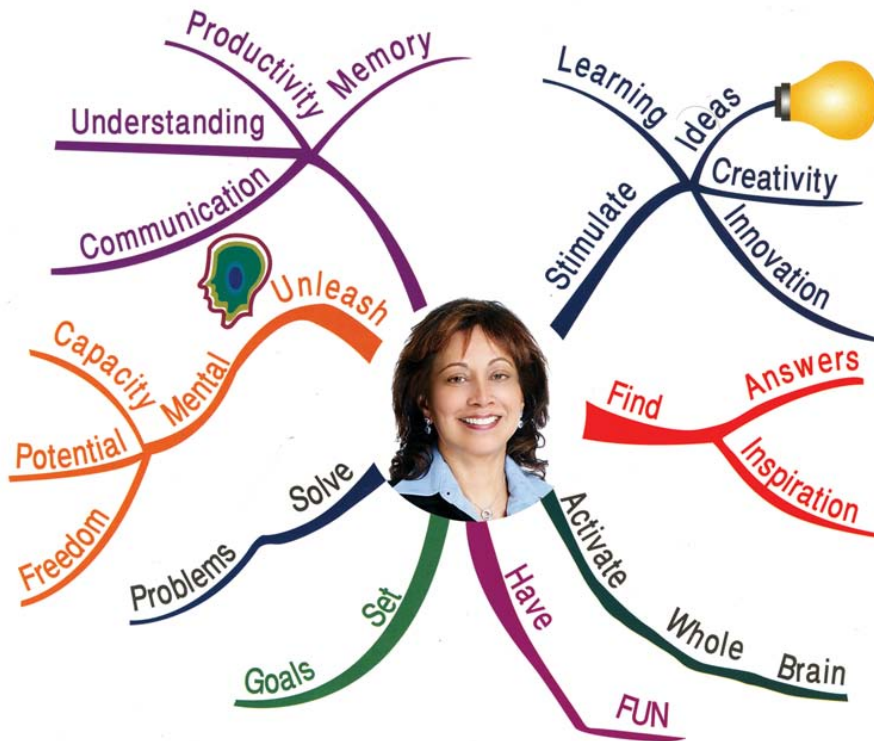 Productivity
Memory
Understanding
Communication
Learning
Ideas
Creativity
Innovation
Stimulate
Unleash
Mental
Capacity
Potential
Freedom
Find
Answers
Inspiration
Solve
Problems
Set
Goals
Have
FUN
Activate
Whole
Brain